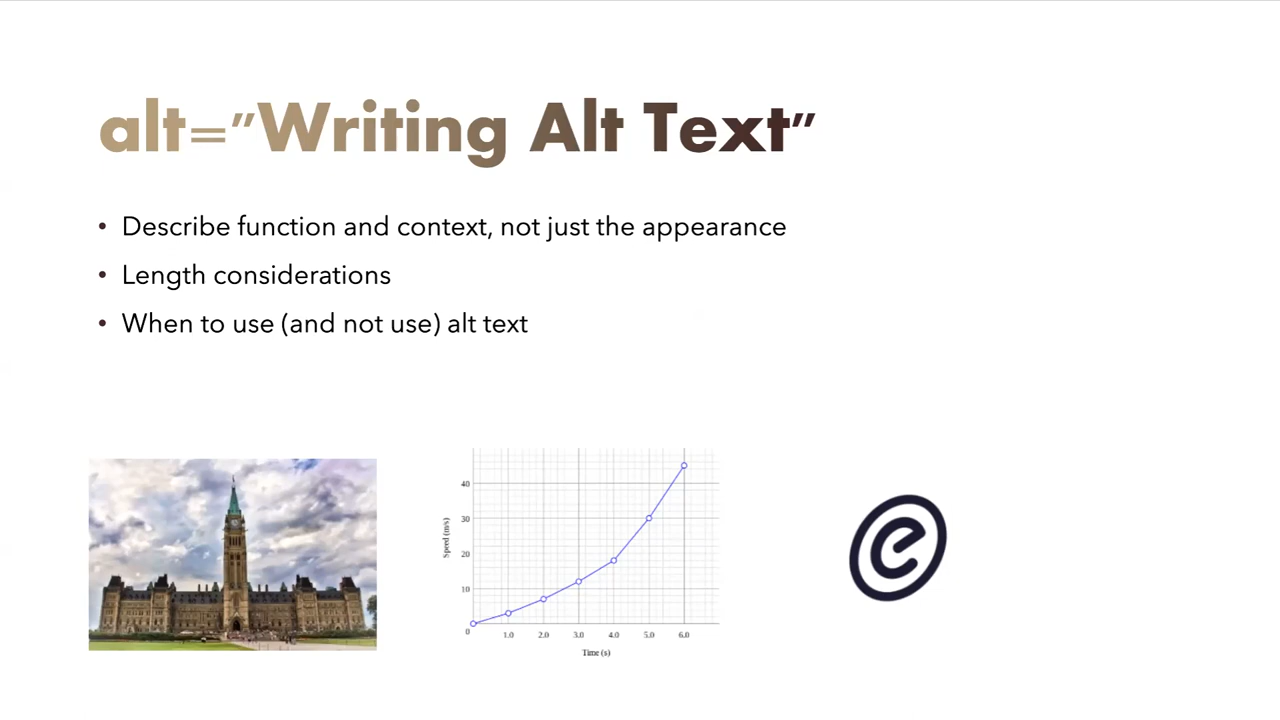 alt=”Writing Alt Text”
• Describe function and context, not just the appearance
• Length considerations
• When to use (and not use) alt text
40
30
20
10
0
Speed (m/s)
1.0 2.0 3.0 4.0 5.0 6.0
Time (s)
e